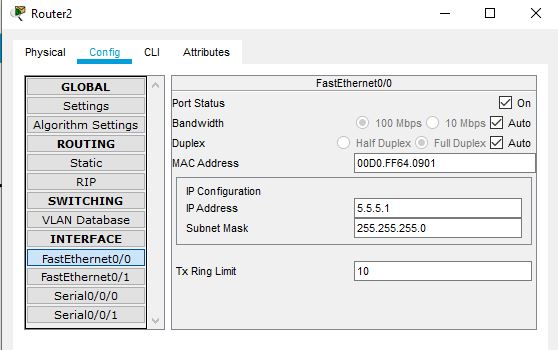 Router2
Physical Config CLI Attributes
GLOBAL
Settings
Algorithm Settings
ROUTING
Static
RIP
SWITCHING
VLAN Database
INTERFACE
FastEthernet0/0
FastEthernet0/1
Serial0/0/0
Serial0/0/1
FastEthernet0/0
Port Status On
Bandwidth 100 Mbps 10 Mbps Auto
Duplex Half Duplex Full Duplex Auto
MAC Address 00D0.FF64.0901
IP Configuration
IP Address 5.5.5.1
Subnet Mask 255.255.255.0
Tx Ring Limit 10